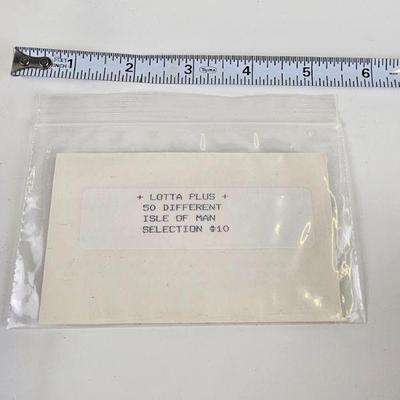 1 2 3 4 5 6
+ LOTTA PLUS +
50 DIFFERENT
ISLE OF MAN
SELECTION #10